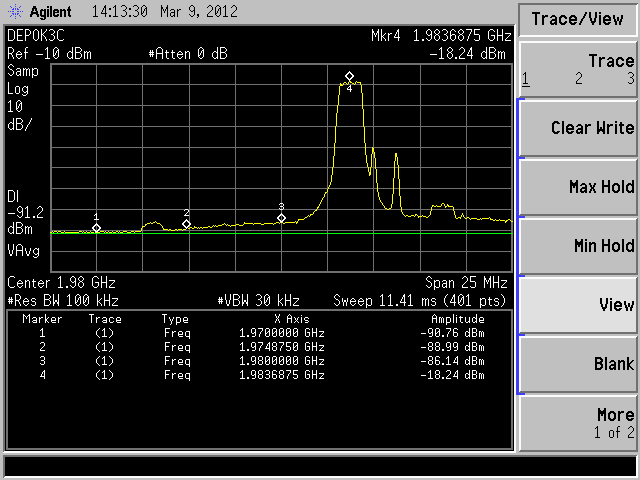 Agilent 14:13:30 Mar 9, 2012
Trace/View
DEPOK3C
Mkr4 1.9836875 GHz
Ref -10 dBm #Atten 0 dB -18.24 dBm
Samp
Log
10
dB/
DI
-91.2
dBm
VAvg
1
2
3
4
Center 1.98 GHz Span 25 MHz
#Res BW 100 kHz #VBW 30 kHz Sweep 11.41 ms (401 pts)
Marker Trace Type X Axis Amplitude
1 (1) Freq 1.9700000 GHz -90.76 dBm
2 (1) Freq 1.9748750 GHz -88.99 dBm
3 (1) Freq 1.9800000 GHz -86.14 dBm
4 (1) Freq 1.9836875 GHz -18.24 dBm
Trace
1 2 3
Clear Write
Max Hold
Min Hold
View
Blank
More
1 of 2